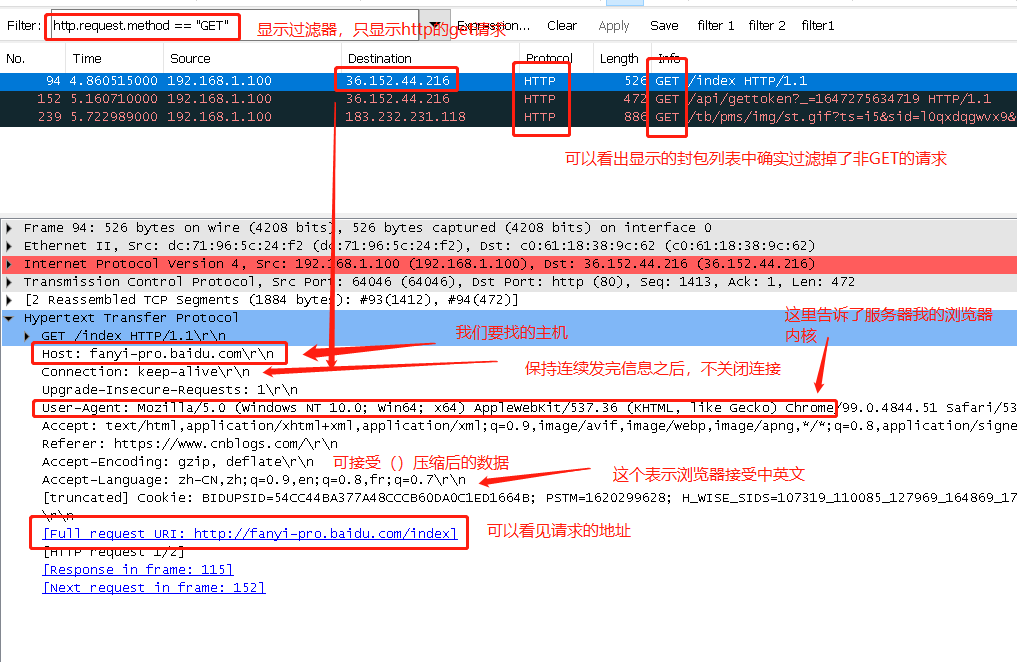 Filter: http.request.method == "GET" Expression... Clear Apply Save filter 1 filter 2 filter1
显示过滤器，只显示http的get请求
No. Time Source Destination Protocol Length Info
94 4.860515000 192.168.1.100 36.152.44.216 HTTP 526 GET /index HTTP/1.1
152 5.160710000 192.168.1.100 36.152.44.216 HTTP 472 GET /api/gettoken?_=1647275634719 HTTP/1.1
239 5.722989000 192.168.1.100 183.232.231.118 HTTP 886 GET /tb/pms/img/st.gif?ts=i5&sid=l0qxdqgwvx9&
可以看出显示的封包列表中确实过滤掉了非GET的请求
Frame 94: 526 bytes on wire (4208 bits), 526 bytes captured (4208 bits) on interface 0
Ethernet II, Src: dc:71:96:5c:24:f2 (dc:71:96:5c:24:f2), Dst: c0:61:18:38:9c:62 (c0:61:18:38:9c:62)
Internet Protocol Version 4, Src: 192.168.1.100 (192.168.1.100), Dst: 36.152.44.216 (36.152.44.216)
Transmission Control Protocol, Src Port: 64046 (64046), Dst Port: http (80), Seq: 1413, Ack: 1, Len: 472
[2 Reassembled TCP Segments (1884 bytes): #93(1412), #94(472)]
Hypertext Transfer Protocol
这里告诉了服务器我的浏览器
内核
GET /index HTTP/1.1\r\n
我们要找的主机
Host: fanyi-pro.baidu.com\r\n
Connection: keep-alive\r\n
保持连续发完信息之后，不关闭连接
Upgrade-Insecure-Requests: 1\r\n
User-Agent: Mozilla/5.0 (Windows NT 10.0; Win64; x64) AppleWebKit/537.36 (KHTML, like Gecko) Chrome/99.0.4844.51 Safari/53
Accept: text/html,application/xhtml+xml,application/xml;q=0.9,image/avif,image/webp,image/apng,*/*;q=0.8,application/signe
Referer: https://www.cnblogs.com/\r\n
Accept-Encoding: gzip, deflate\r\n 可接受（）压缩后的数据
Accept-Language: zh-CN,zh;q=0.9,en;q=0.8,fr;q=0.7\r\n
这个表示浏览器接受中英文
[truncated] Cookie: BIDUPSID=54CC44BA377A48CCCB60DA0C1ED1664B; PSTM=1620299628; H_WISE_SIDS=107319_110085_127969_164869_17
\r\n
[Full request URI: http://fanyi-pro.baidu.com/index]
可以看见请求的地址
[HTTP request 1/2]
[Response in frame: 115]
[Next request in frame: 152]